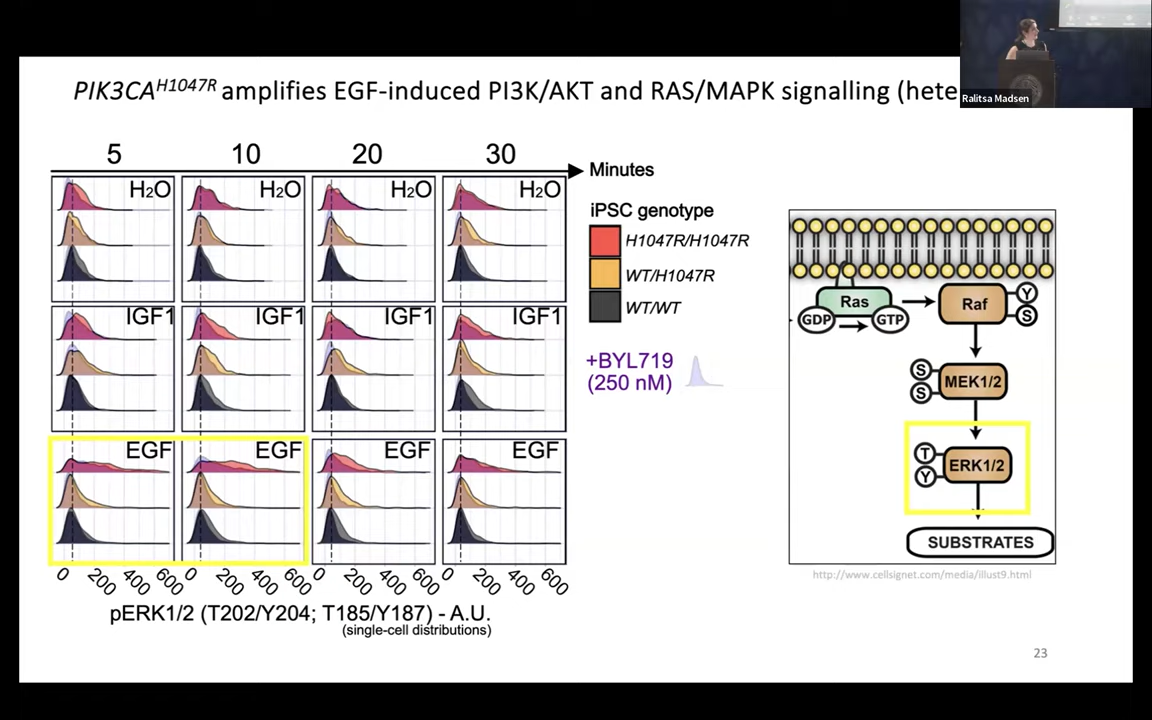 PIK3CA^H1047R amplifies EGF-induced PI3K/AKT and RAS/MAPK signalling (hete
Ralitsa Madsen
5 10 20 30
Minutes
H2O H2O H2O H2O
iPSC genotype
H1047R/H1047R
WT/H1047R
WT/WT
IGF1 IGF1 IGF1 IGF1
+BYL719
(250 nM)
EGF EGF EGF EGF
0 200 400 600 0 200 400 600 0 200 400 600 0 200 400 600
pERK1/2 (T202/Y204; T185/Y187) - A.U.
(single-cell distributions)
Ras
GDP GTP
Raf
Y
S
S
S
MEK1/2
T
Y
ERK1/2
SUBSTRATES
http://www.cellsignet.com/media/illust9.html
23